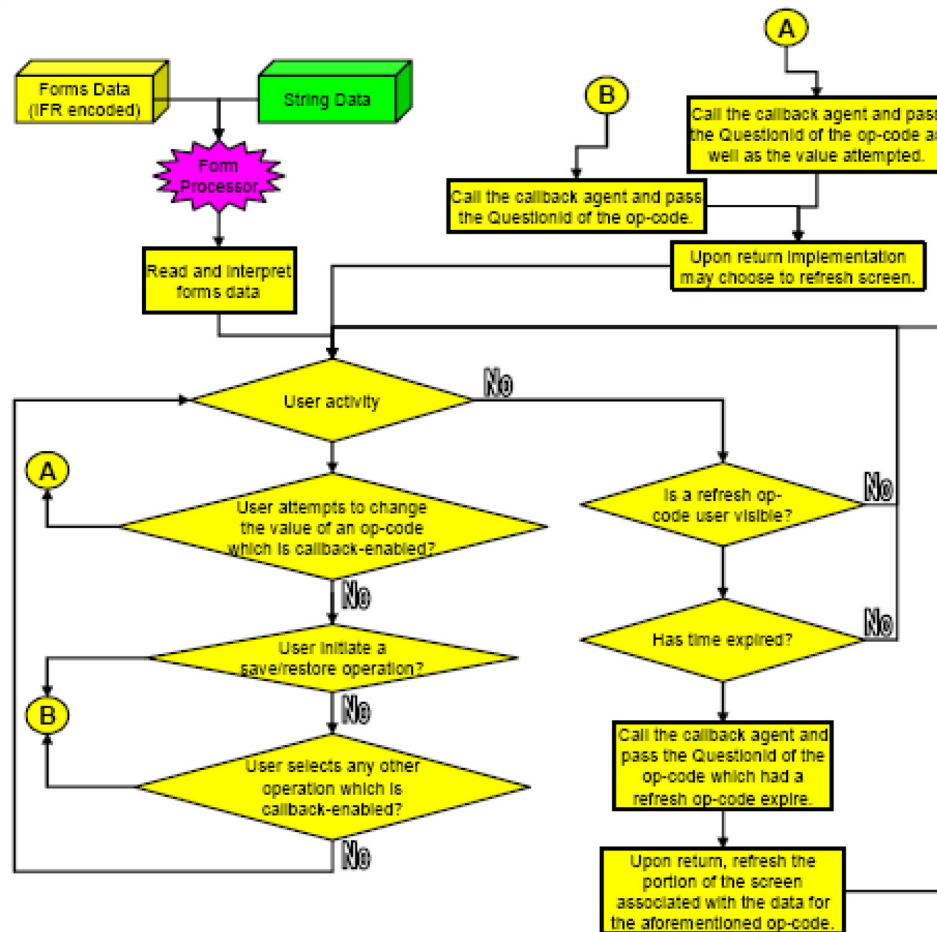 A
Forms Data
(IFR encoded)
String Data
B
Call the callback agent and pass
the QuestionId of the op-code as
well as the value attempted.
Form
Processor
Call the callback agent and pass
the QuestionId of the op-code.
Read and interpret
forms data
Upon return implementation
may choose to refresh screen.
User activity
No
A
User attempts to change
the value of an op-code
which is callback-enabled?
Is a refresh op-
code user visible?
No
No
User initiate a
save/restore operation?
Has time expired?
No
B
No
User selects any other
operation which is
callback-enabled?
Call the callback agent and
pass the QuestionId of the
op-code which had a
refresh op-code expire.
No
Upon return, refresh the
portion of the screen
associated with the data for
the aforementioned op-code.